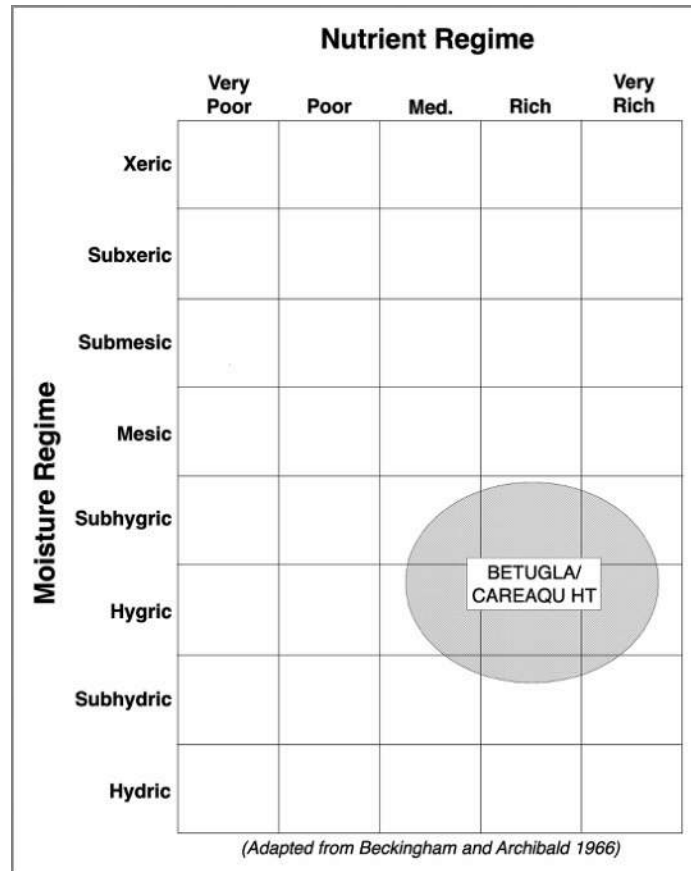 Nutrient Regime
Very
Poor
Poor
Med.
Rich
Very
Rich
Moisture Regime
Xeric
Subxeric
Submesic
Mesic
Subhygric
Hygric
Subhydric
Hydric
BETUGLA/
CAREAQU HT
(Adapted from Beckingham and Archibald 1966)